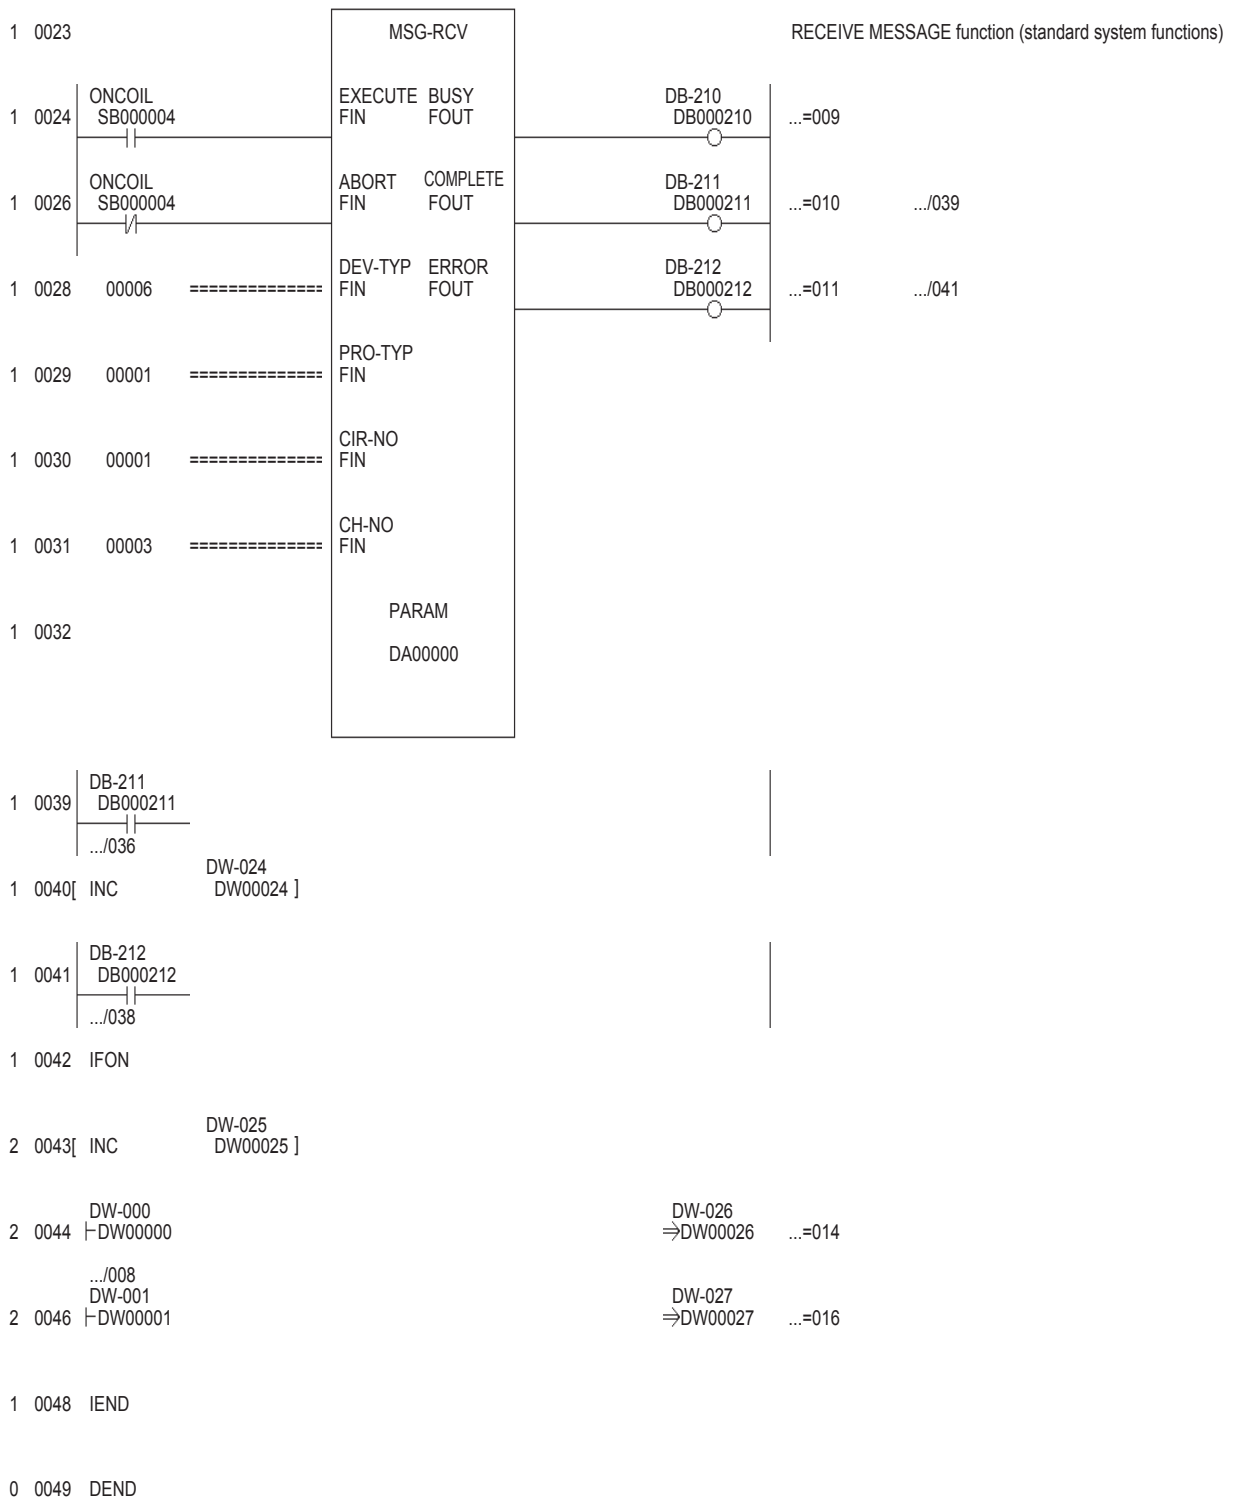 1 0023 MSG-RCV RECEIVE MESSAGE function (standard system functions)
ONCOIL EXECUTE BUSY DB-210
1 0024 SB000004 FIN FOUT DB000210 ...=009
ONCOIL ABORT COMPLETE DB-211
1 0026 SB000004 FIN FOUT DB000211 ...=010 .../039
DEV-TYP ERROR DB-212
1 0028 00006 ============== FIN FOUT DB000212 ...=011 .../041
PRO-TYP
1 0029 00001 ============== FIN
CIR-NO
1 0030 00001 ============== FIN
CH-NO
1 0031 00003 ============== FIN
PARAM
1 0032
DA00000
DB-211
1 0039 DB000211
.../036
DW-024
1 0040[ INC DW00024 ]
DB-212
1 0041 DB000212
.../038
1 0042 IFON
DW-025
2 0043[ INC DW00025 ]
DW-000 DW-026
2 0044 ├DW00000 ⇒DW00026 ...=014
.../008
DW-001 DW-027
2 0046 ├DW00001 ⇒DW00027 ...=016
1 0048 IEND
0 0049 DEND